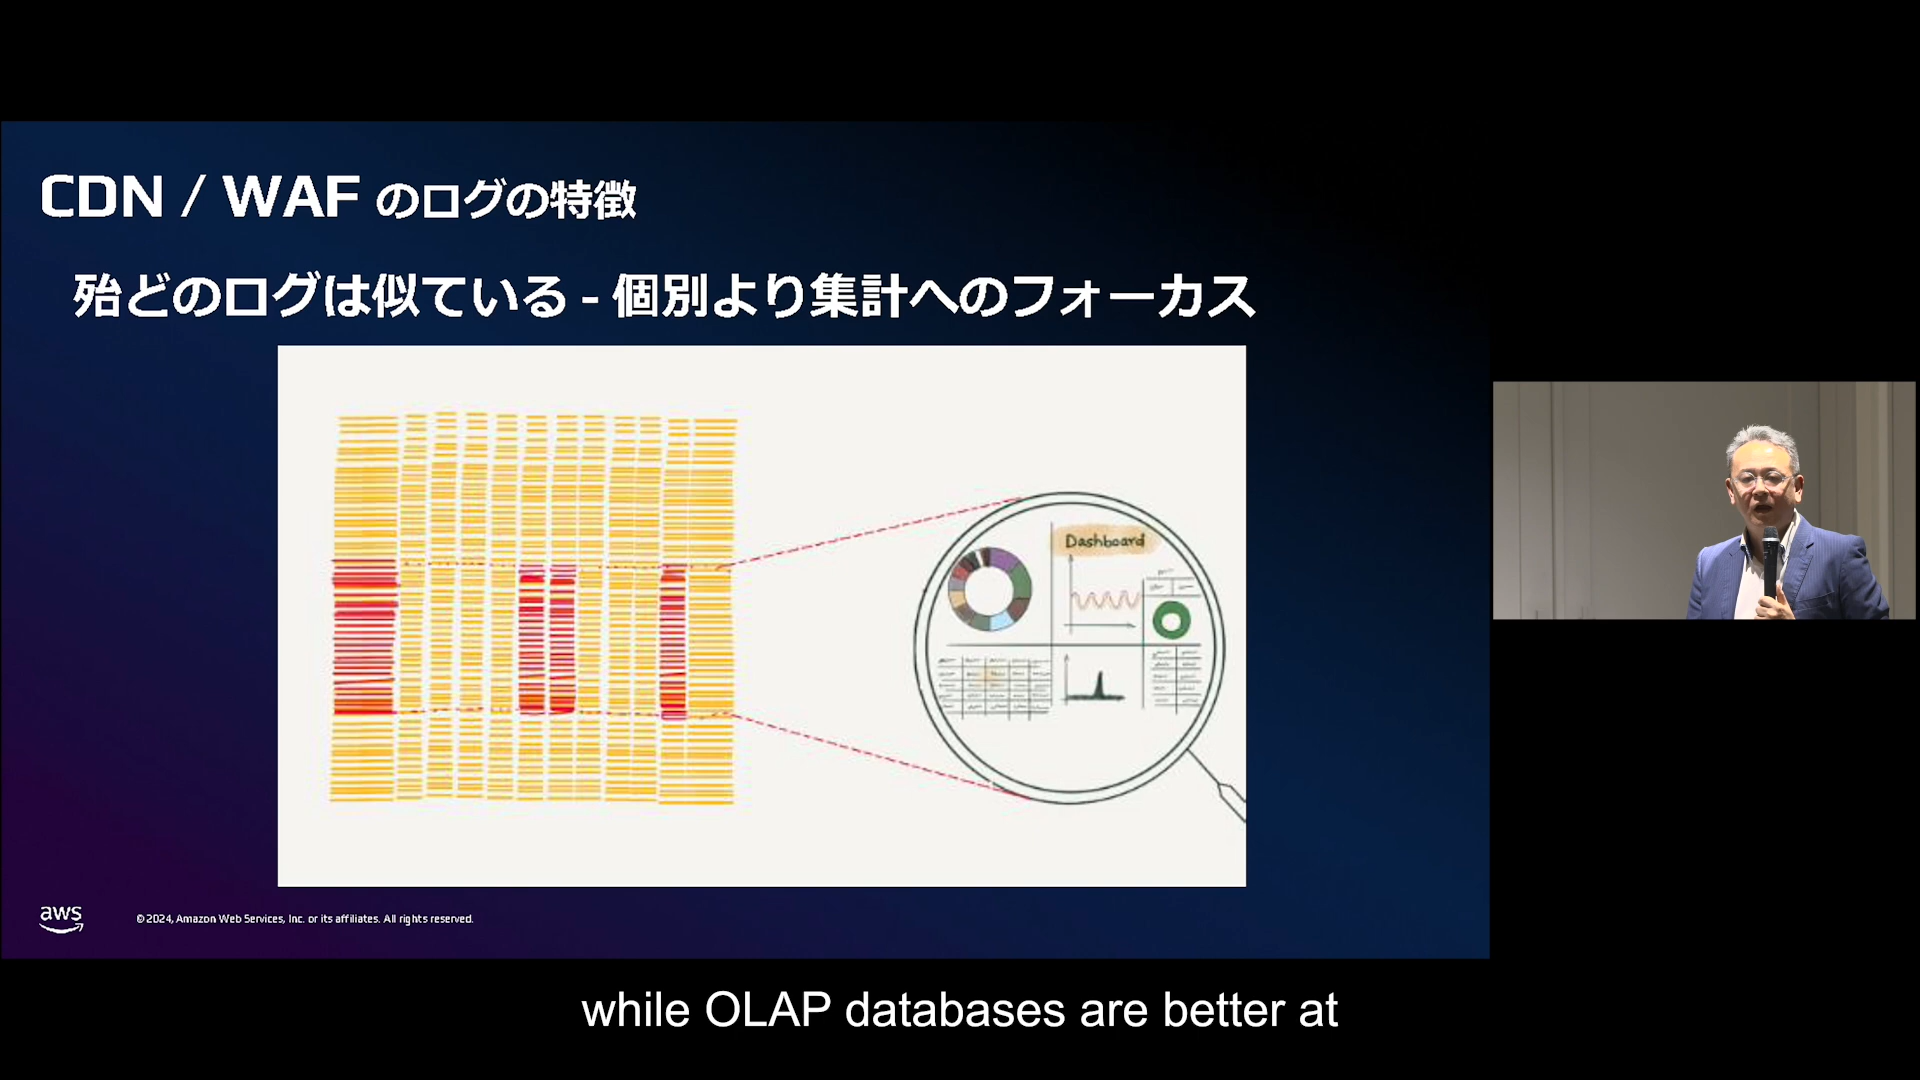 CDN / WAF のログの特徴
殆どのログは似ている - 個別より集計へのフォーカス
Dashboard
aws
© 2024, Amazon Web Services, Inc. or its affiliates. All rights reserved.
while OLAP databases are better at